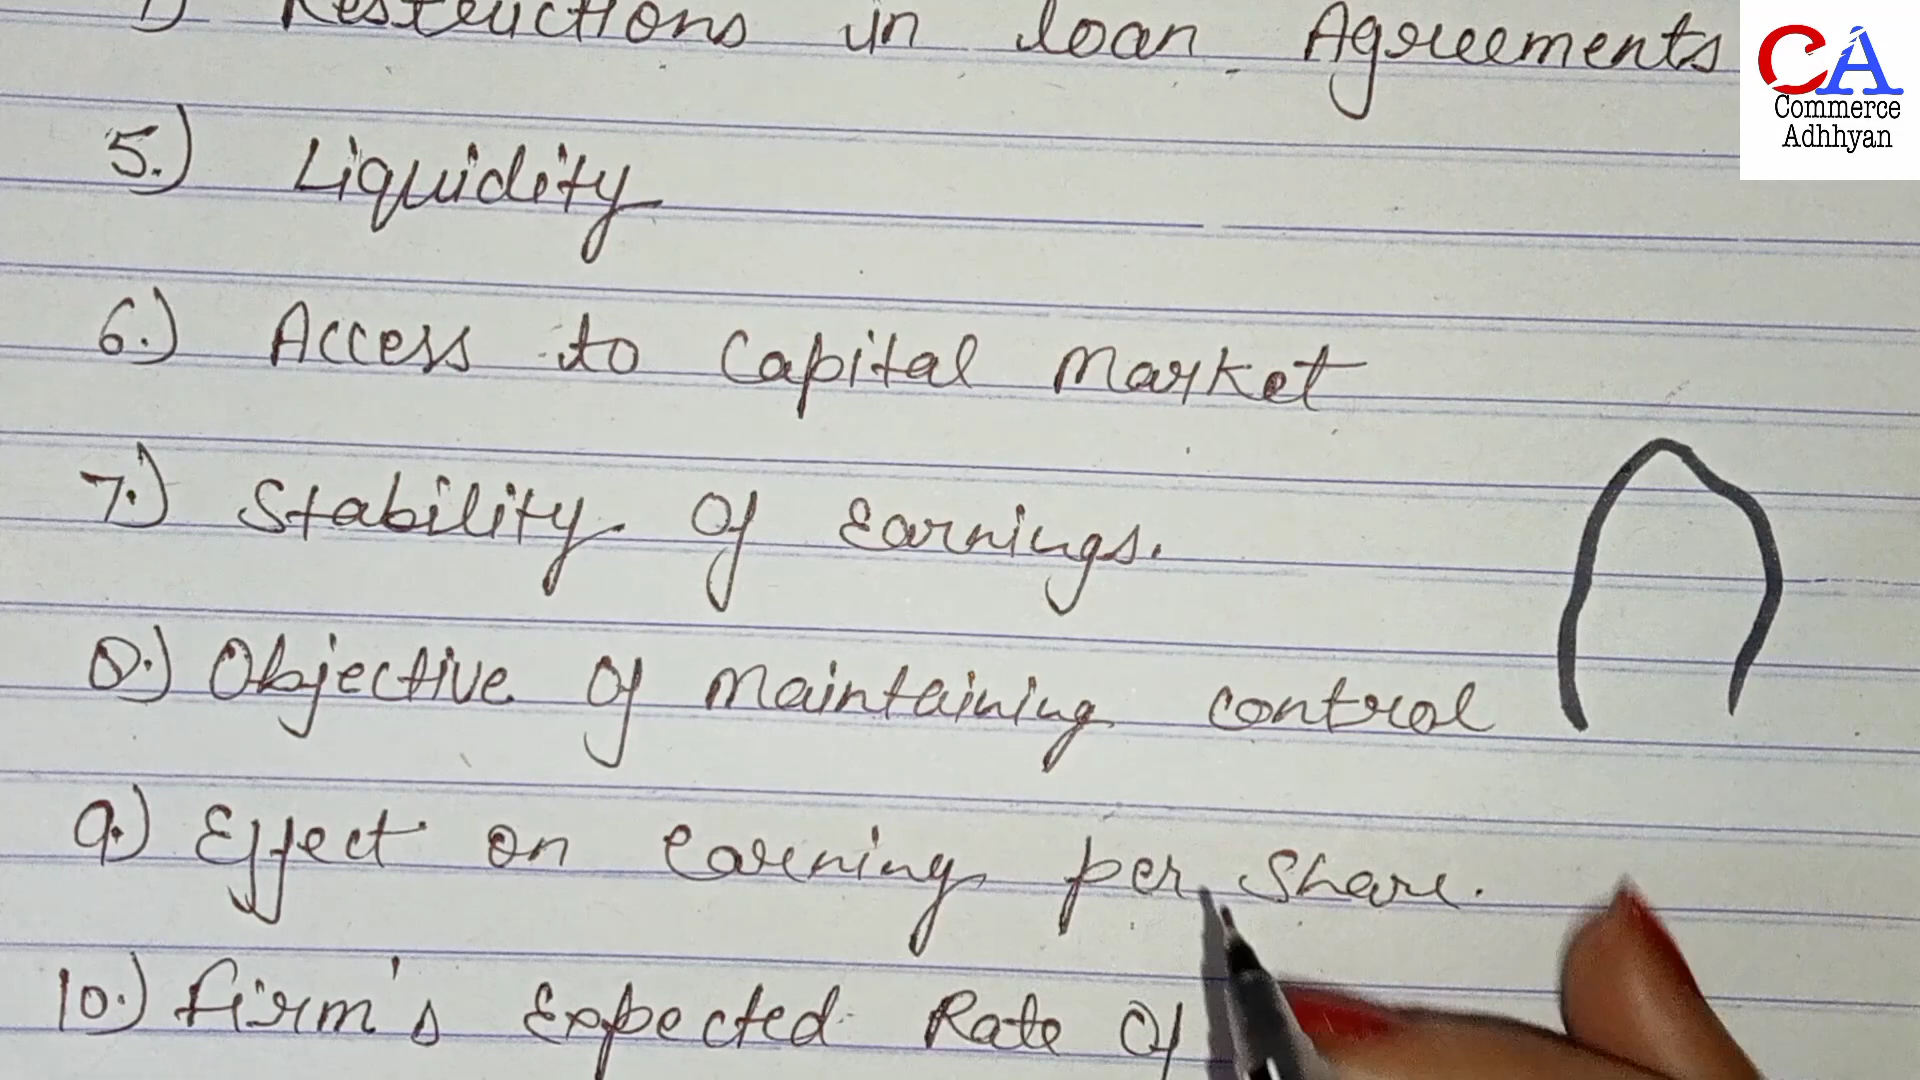 Restrictions in loan Agreements
CA
Commerce
Adhhyan
5.) Liquidity
6.) Access to Capital Market
7.) Stability Of Earnings.
8.) Objective Of Maintaining control
9.) Effect on Earning per Share.
10.) Firm's Expected Rate Of